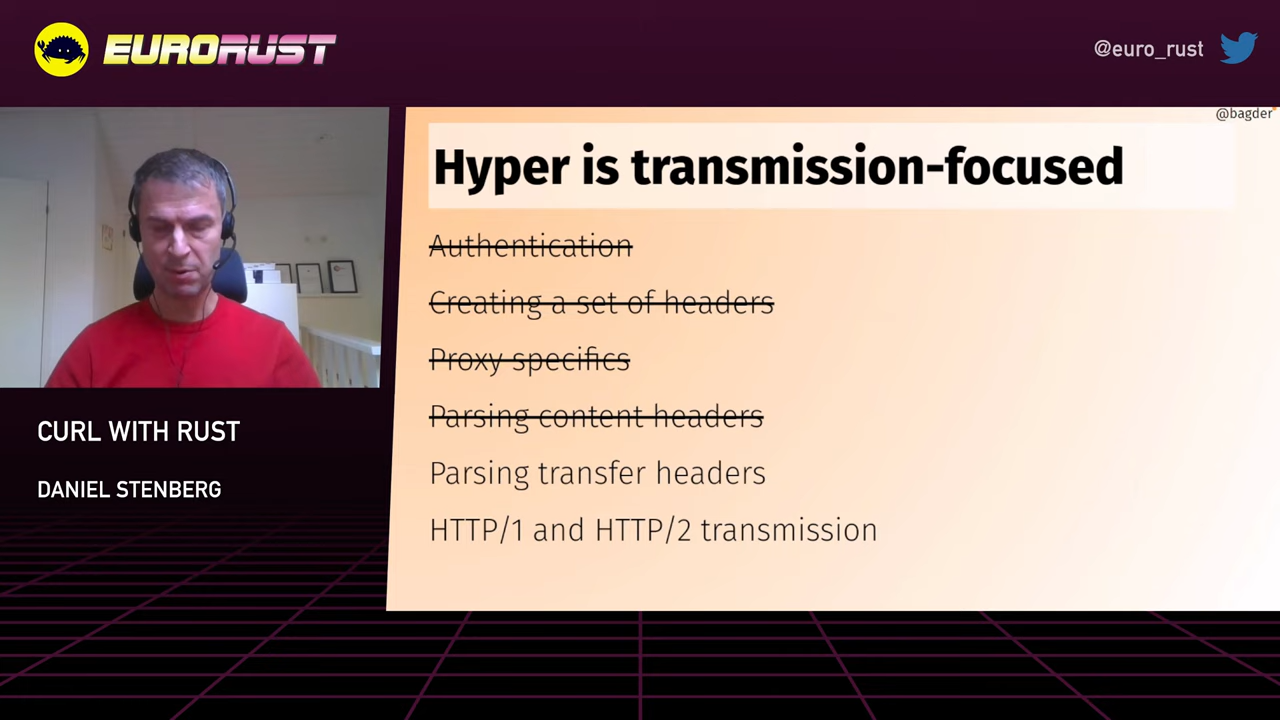 EURORUST
@euro_rust
@bagder
Hyper is transmission-focused
Authentication
Creating a set of headers
Proxy specifics
Parsing content headers
Parsing transfer headers
HTTP/1 and HTTP/2 transmission
CURL WITH RUST
DANIEL STENBERG